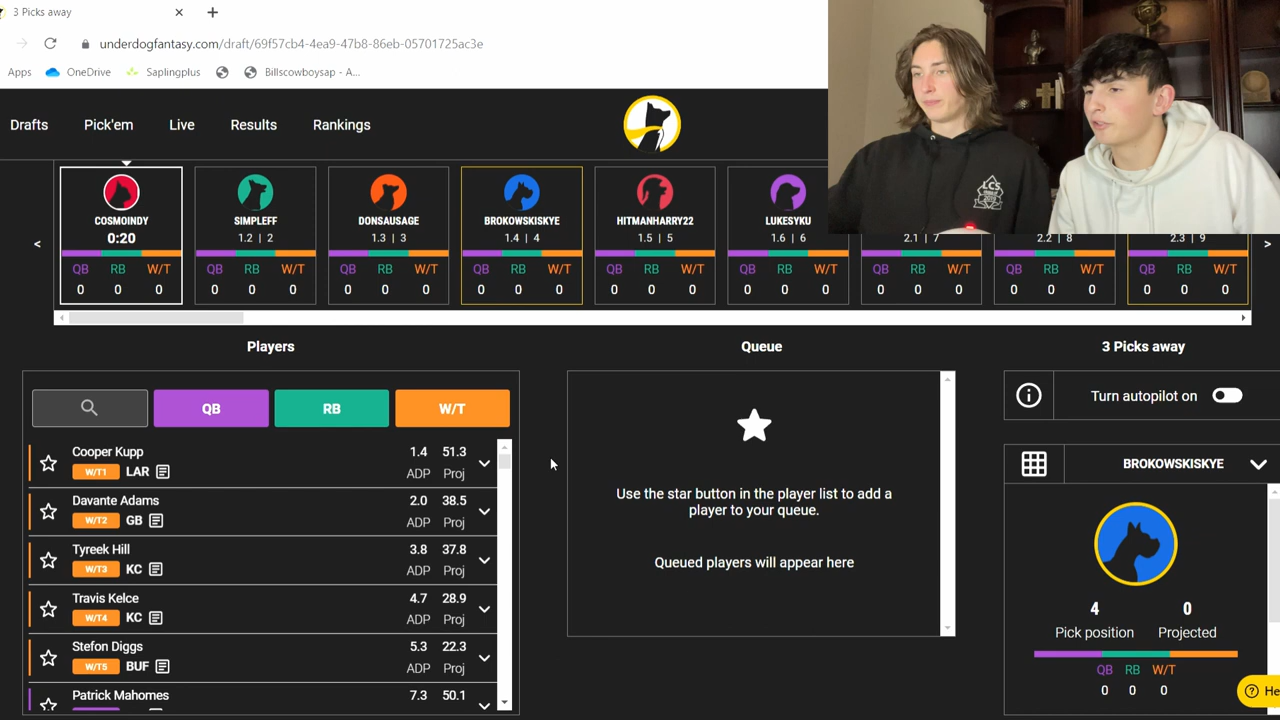 3 Picks away
underdogfantasy.com/draft/69f57cb4-4ea9-47b8-86eb-05701725ac3e
Apps OneDrive Saplingplus Billscowboysap - A...
Drafts Pick'em Live Results Rankings
COSMOINDY SIMPLEFF DONSAUSAGE BROKOWSKISKYE HITMANHARRY22 LUKESYKU
0:20 1.2 | 2 1.3 | 3 1.4 | 4 1.5 | 5 1.6 | 6 2.1 | 7 2.2 | 8 2.3 | 9
QB RB W/T QB RB W/T QB RB W/T QB RB W/T QB RB W/T QB RB W/T QB RB W/T QB RB W/T QB RB W/T
0 0 0 0 0 0 0 0 0 0 0 0 0 0 0 0 0 0 0 0 0 0 0 0 0 0 0
Players Queue 3 Picks away
QB RB W/T
Cooper Kupp 1.4 51.3
W/T1 LAR ADP Proj
Davante Adams 2.0 38.5
W/T2 GB ADP Proj
Tyreek Hill 3.8 37.8
W/T3 KC ADP Proj
Travis Kelce 4.7 28.9
W/T4 KC ADP Proj
Stefon Diggs 5.3 22.3
W/T5 BUF ADP Proj
Patrick Mahomes 7.3 50.1
Use the star button in the player list to add a
player to your queue.
Queued players will appear here
Turn autopilot on
BROKOWSKISKYE
4 0
Pick position Projected
QB RB W/T
0 0 0
He
LCS